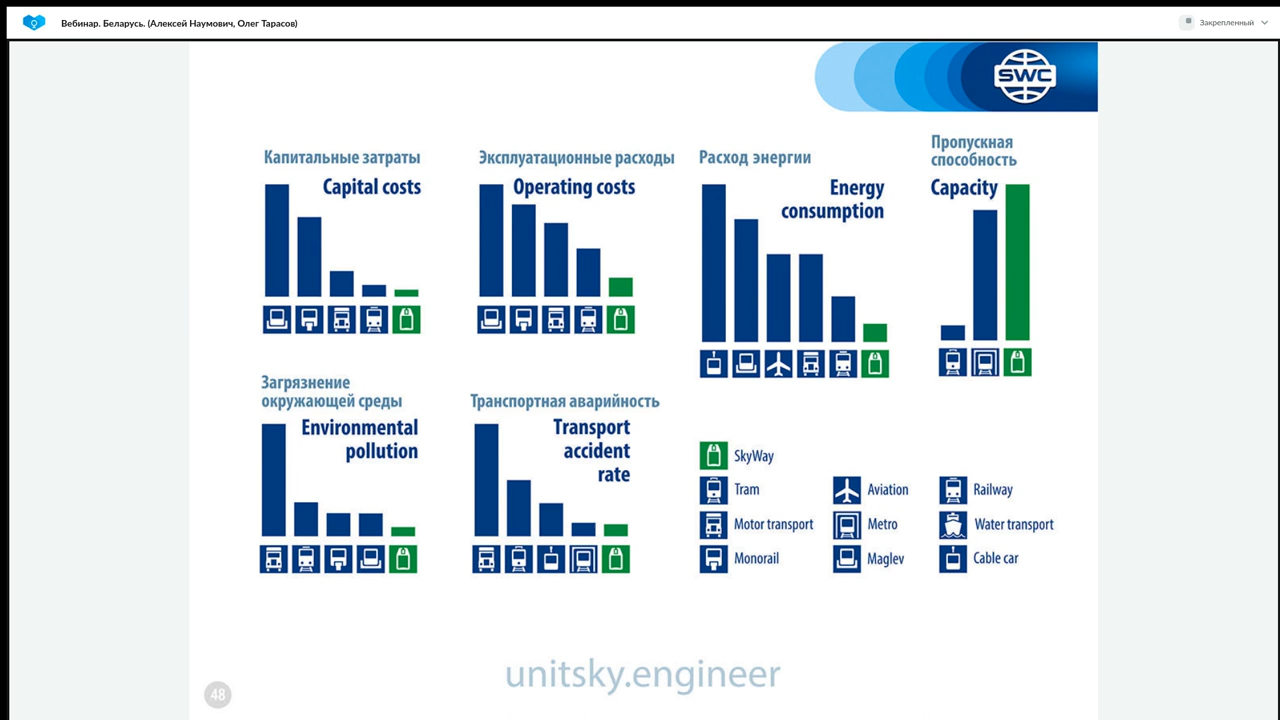 Вебинар. Беларусь. (Алексей Наумович, Олег Тарасов)
Закрепленный
SWC
Капитальные затраты
Capital costs
Эксплуатационные расходы
Operating costs
Расход энергии
Energy
consumption
Пропускная
способность
Capacity
Загрязнение
окружающей среды
Environmental
pollution
Транспортная аварийность
Transport
accident
rate
SkyWay
Tram
Aviation
Railway
Motor transport
Metro
Water transport
Monorail
Maglev
Cable car
unitsky.engineer
48